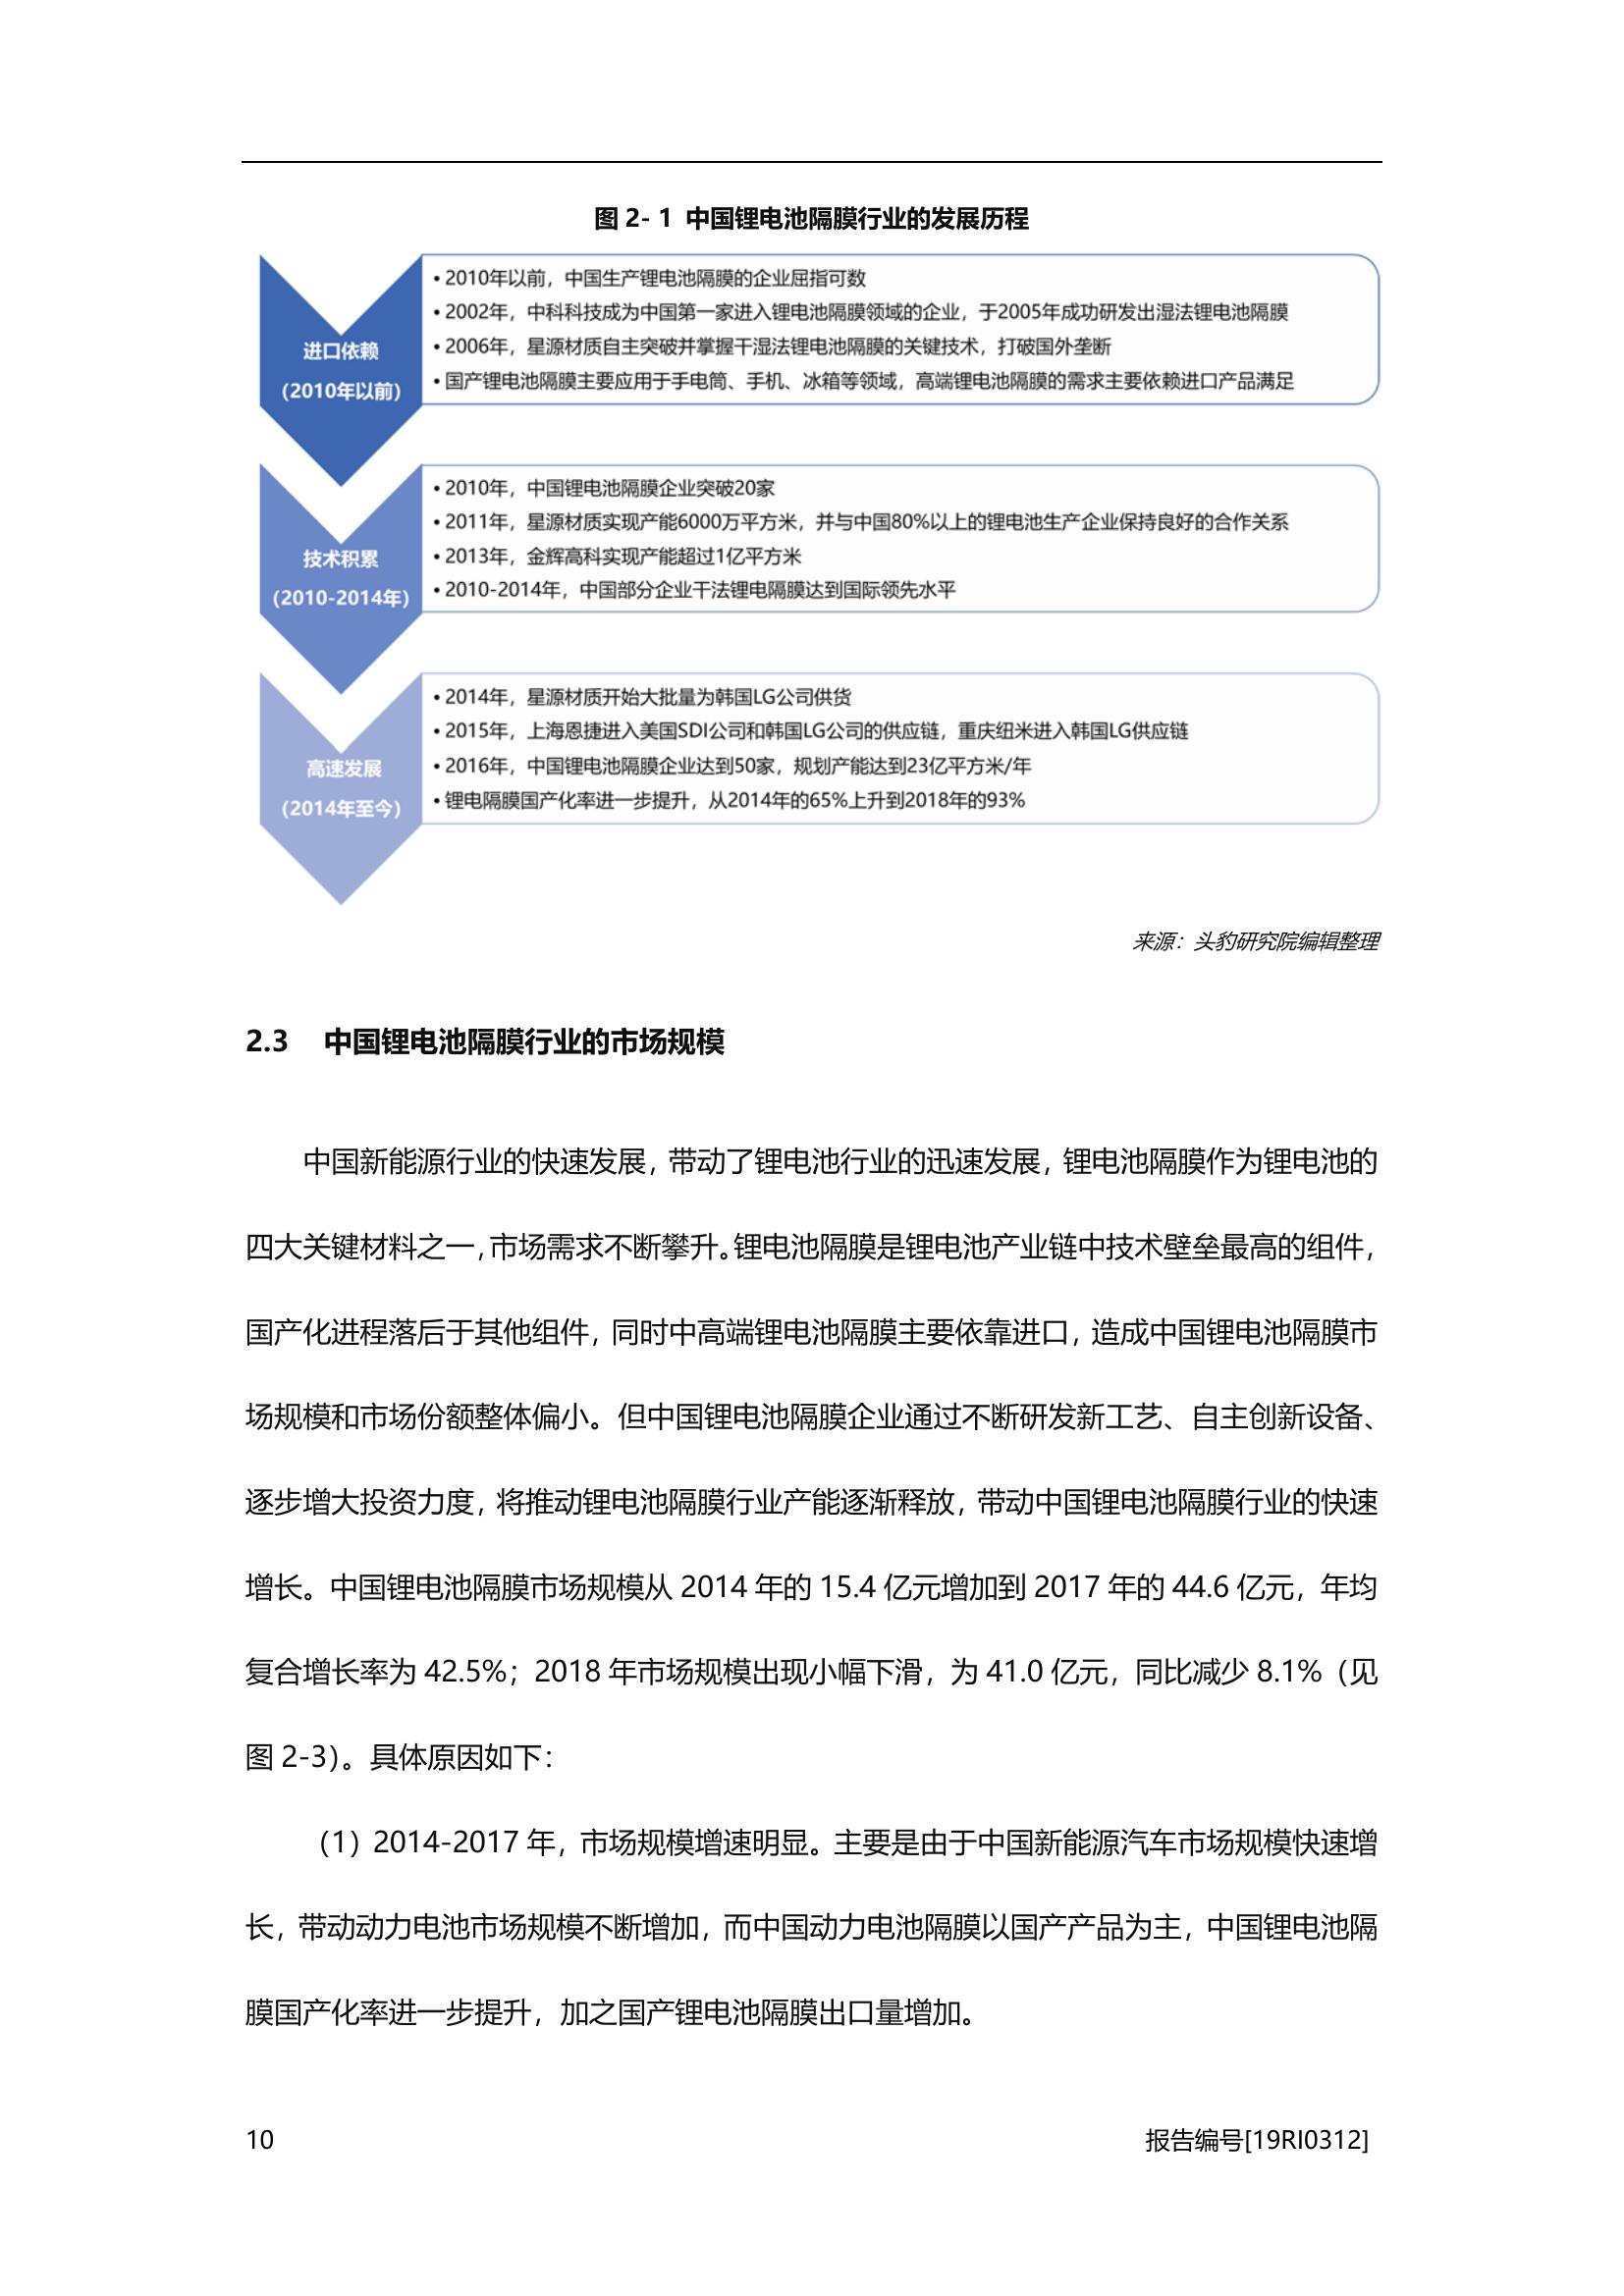 图 2- 1 中国锂电池隔膜行业的发展历程
进口依赖
（2010年以前）
• 2010年以前，中国生产锂电池隔膜的企业屈指可数
• 2002年，中科科技成为中国第一家进入锂电池隔膜领域的企业，于2005年成功研发出湿法锂电池隔膜
• 2006年，星源材质自主突破并掌握干湿法锂电池隔膜的关键技术，打破国外垄断
• 国产锂电池隔膜主要应用于手电筒、手机、冰箱等领域，高端锂电池隔膜的需求主要依赖进口产品满足
技术积累
（2010-2014年）
• 2010年，中国锂电池隔膜企业突破20家
• 2011年，星源材质实现产能6000万平方米，并与中国80%以上的锂电池生产企业保持良好的合作关系
• 2013年，金辉高科实现产能超过1亿平方米
• 2010-2014年，中国部分企业干法锂电隔膜达到国际领先水平
高速发展
（2014年至今）
• 2014年，星源材质开始大批量为韩国LG公司供货
• 2015年，上海恩捷进入美国SDI公司和韩国LG公司的供应链，重庆纽米进入韩国LG供应链
• 2016年，中国锂电池隔膜企业达到50家，规划产能达到23亿平方米/年
• 锂电隔膜国产化率进一步提升，从2014年的65%上升到2018年的93%
来源：头豹研究院编辑整理
2.3 中国锂电池隔膜行业的市场规模
中国新能源行业的快速发展，带动了锂电池行业的迅速发展，锂电池隔膜作为锂电池的
四大关键材料之一，市场需求不断攀升。锂电池隔膜是锂电池产业链中技术壁垒最高的组件，
国产化进程落后于其他组件，同时中高端锂电池隔膜主要依靠进口，造成中国锂电池隔膜市
场规模和市场份额整体偏小。但中国锂电池隔膜企业通过不断研发新工艺、自主创新设备、
逐步增大投资力度，将推动锂电池隔膜行业产能逐渐释放，带动中国锂电池隔膜行业的快速
增长。中国锂电池隔膜市场规模从 2014 年的 15.4 亿元增加到 2017 年的 44.6 亿元，年均
复合增长率为 42.5%；2018 年市场规模出现小幅下滑，为 41.0 亿元，同比减少 8.1%（见
图 2-3）。具体原因如下：
（1）2014-2017 年，市场规模增速明显。主要是由于中国新能源汽车市场规模快速增
长，带动动力电池市场规模不断增加，而中国动力电池隔膜以国产产品为主，中国锂电池隔
膜国产化率进一步提升，加之国产锂电池隔膜出口量增加。
10 报告编号[19RI0312]